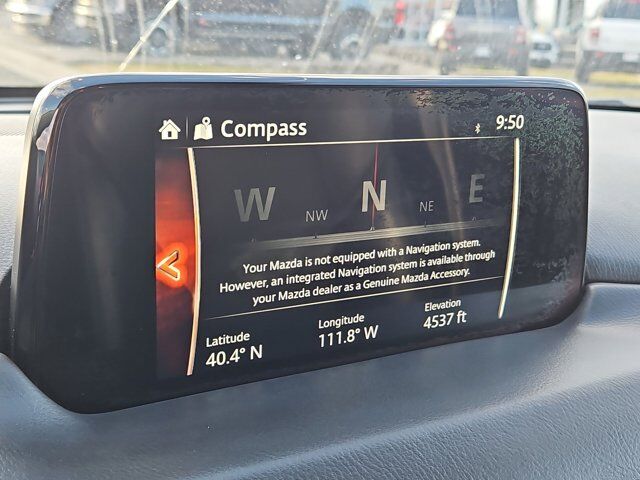 Compass 9:50
W NW N NE E
Your Mazda is not equipped with a Navigation system.
However, an integrated Navigation system is available through
your Mazda dealer as a Genuine Mazda Accessory.
Latitude Longitude Elevation
40.4° N 111.8° W 4537 ft